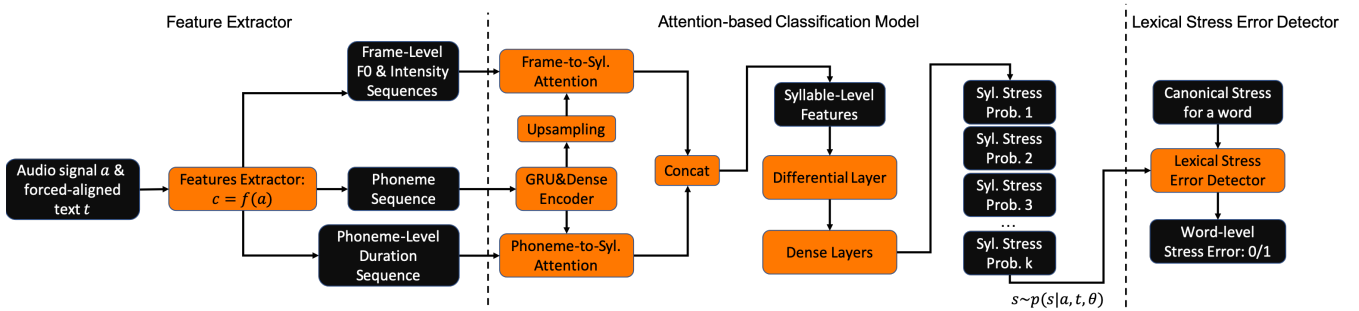 Feature Extractor
Attention-based Classification Model
Lexical Stress Error Detector
Audio signal a &
forced-aligned
text t
Features Extractor:
c = f(a)
Frame-Level
F0 & Intensity
Sequences
Phoneme
Sequence
Phoneme-Level
Duration
Sequence
Frame-to-Syl.
Attention
Upsampling
GRU&Dense
Encoder
Phoneme-to-Syl.
Attention
Concat
Syllable-Level
Features
Differential Layer
Dense Layers
Syl. Stress
Prob. 1
Syl. Stress
Prob. 2
Syl. Stress
Prob. 3
...
Syl. Stress
Prob. k
s~p(s|a, t, θ)
Canonical Stress
for a word
Lexical Stress
Error Detector
Word-level
Stress Error: 0/1